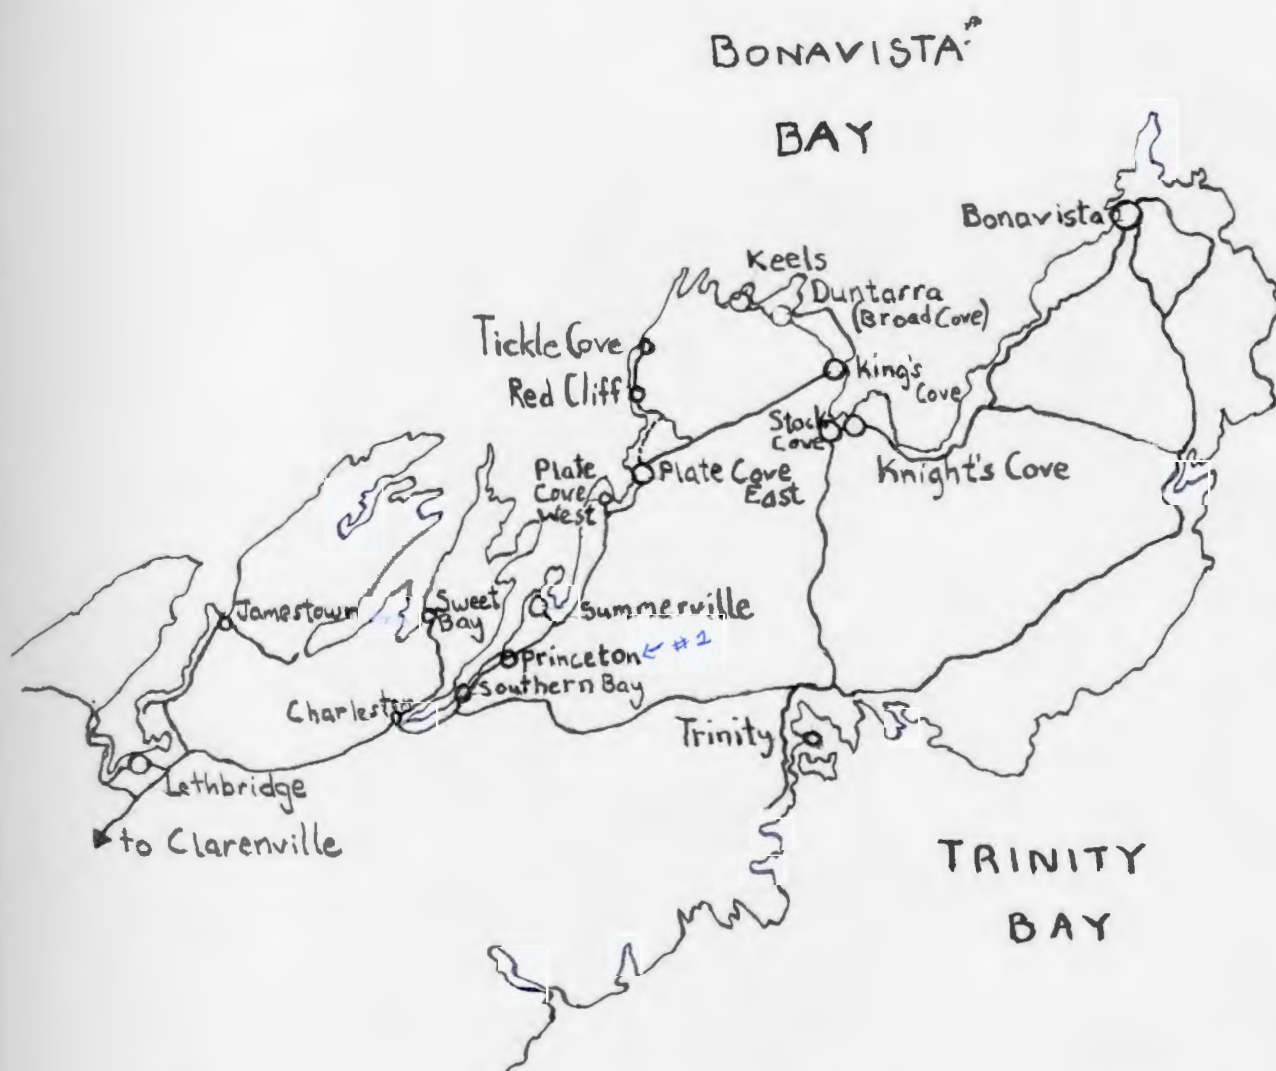 BONAVISTA
BAY
Bonavista
Keels
Duntarra
(Broad Cove)
Tickle Cove
King's
Cove
Red Cliff
Stock
Cove
Knight's Cove
Plate
Cove
West
Plate Cove
East
Jamestown
Sweet
Bay
Summerville
Princeton ← #1
Southern Bay
Charleston
Trinity
Lethbridge
to Clarenville
TRINITY
BAY